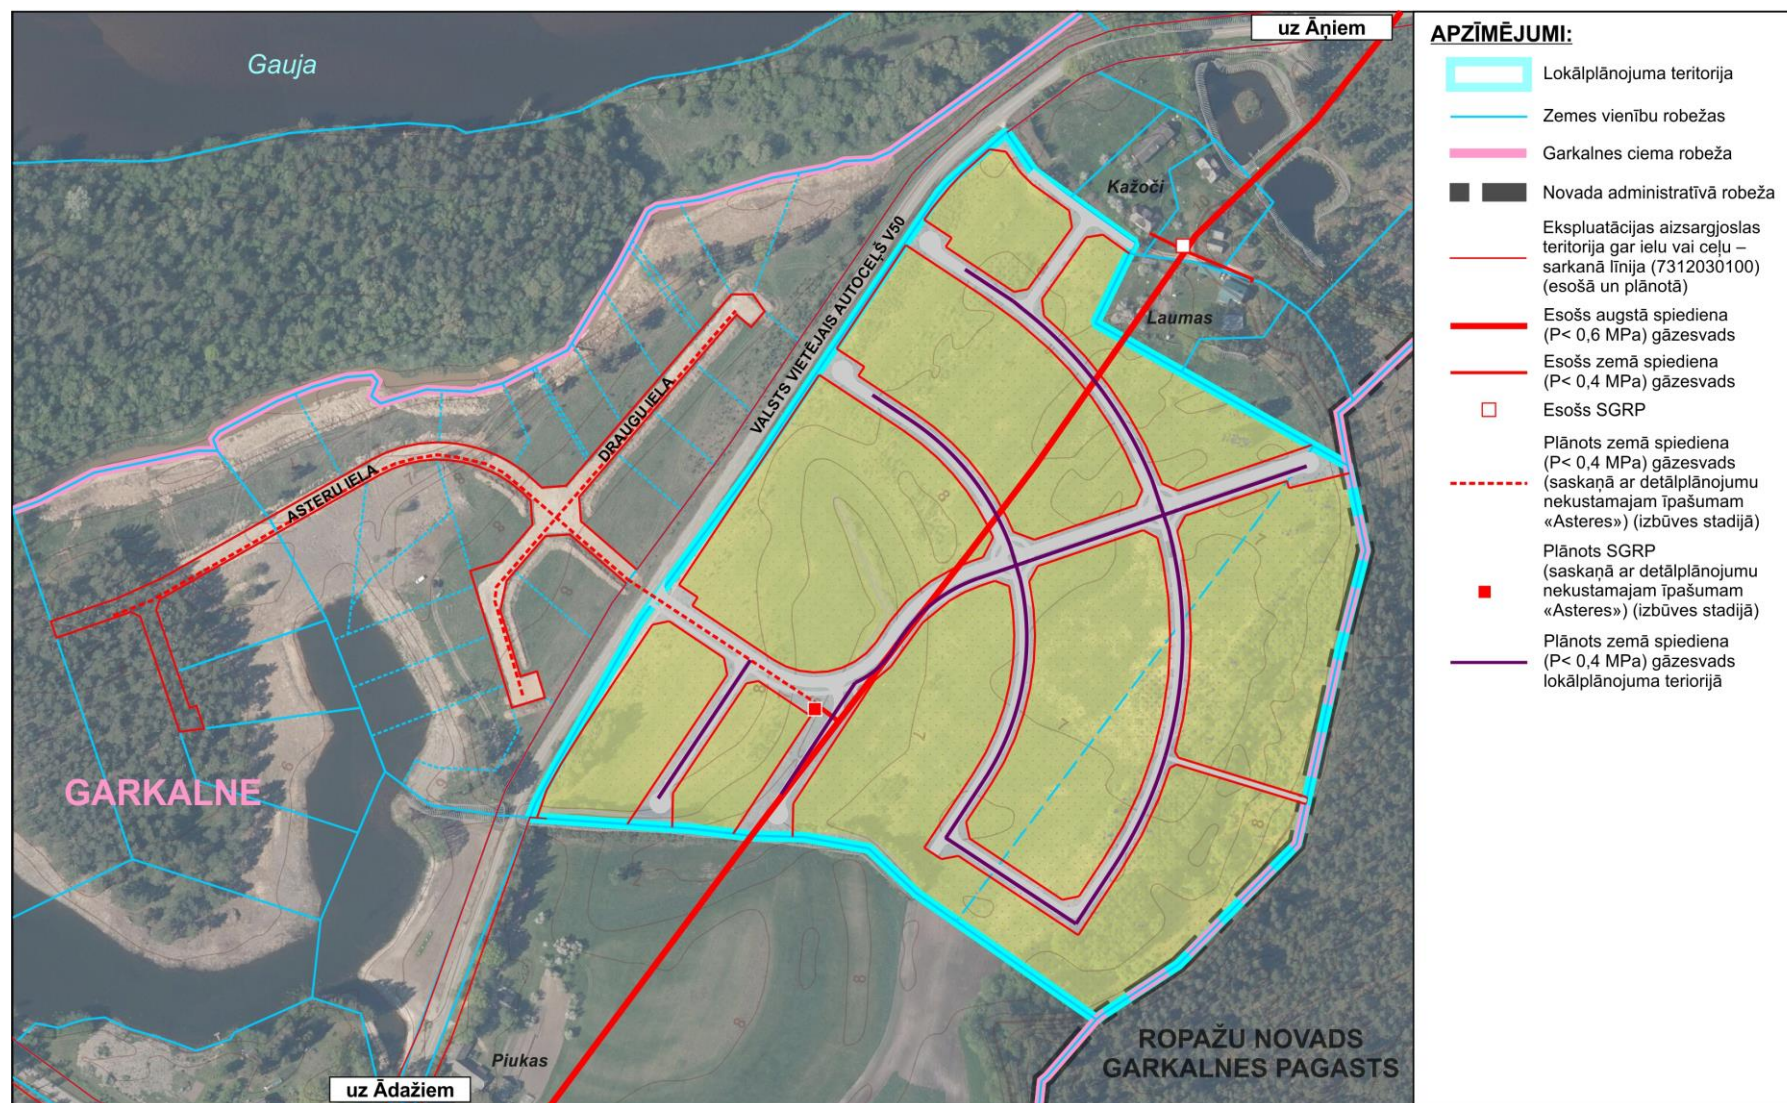 uz Āņiem
Gauja
Kažoči
Laumas
VALSTS VIETĒJAIS AUTOCEĻŠ V50
DRAUGU IELA
ASTERU IELA
GARKALNE
Piukas
uz Ādažiem
ROPAŽU NOVADS
GARKALNES PAGASTS
APZĪMĒJUMI:
Lokālplānojuma teritorija
Zemes vienību robežas
Garkalnes ciema robeža
Novada administratīvā robeža
Ekspluatācijas aizsargjoslas
teritorija gar ielu vai ceļu –
sarkanā līnija (7312030100)
(esošā un plānotā)
Esošs augstā spiediena
(P< 0,6 MPa) gāzesvads
Esošs zemā spiediena
(P< 0,4 MPa) gāzesvads
Esošs SGRP
Plānots zemā spiediena
(P< 0,4 MPa) gāzesvads
(saskaņā ar detālplānojumu
nekustamajam īpašumam
«Asteres») (izbūves stadijā)
Plānots SGRP
(saskaņā ar detālplānojumu
nekustamajam īpašumam
«Asteres») (izbūves stadijā)
Plānots zemā spiediena
(P< 0,4 MPa) gāzesvads
lokālplānojuma teriorijā